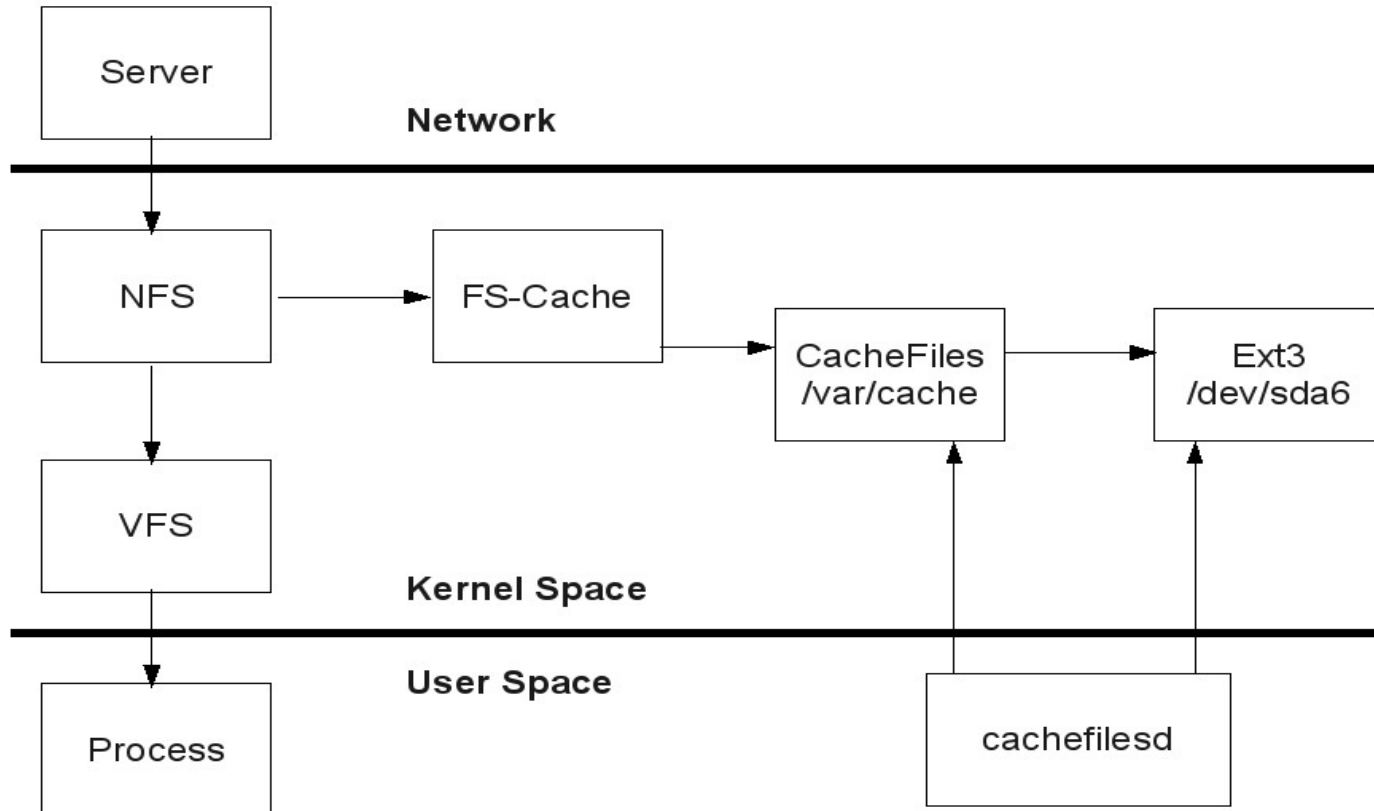 Server
Network
NFS
FS-Cache
CacheFiles
/var/cache
Ext3
/dev/sda6
VFS
Kernel Space
User Space
Process
cachefilesd